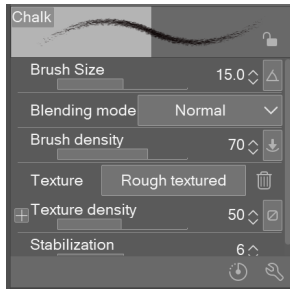 Chalk
Brush Size 15.0
Blending mode Normal
Brush density 70
Texture Rough textured
Texture density 50
Stabilization 6